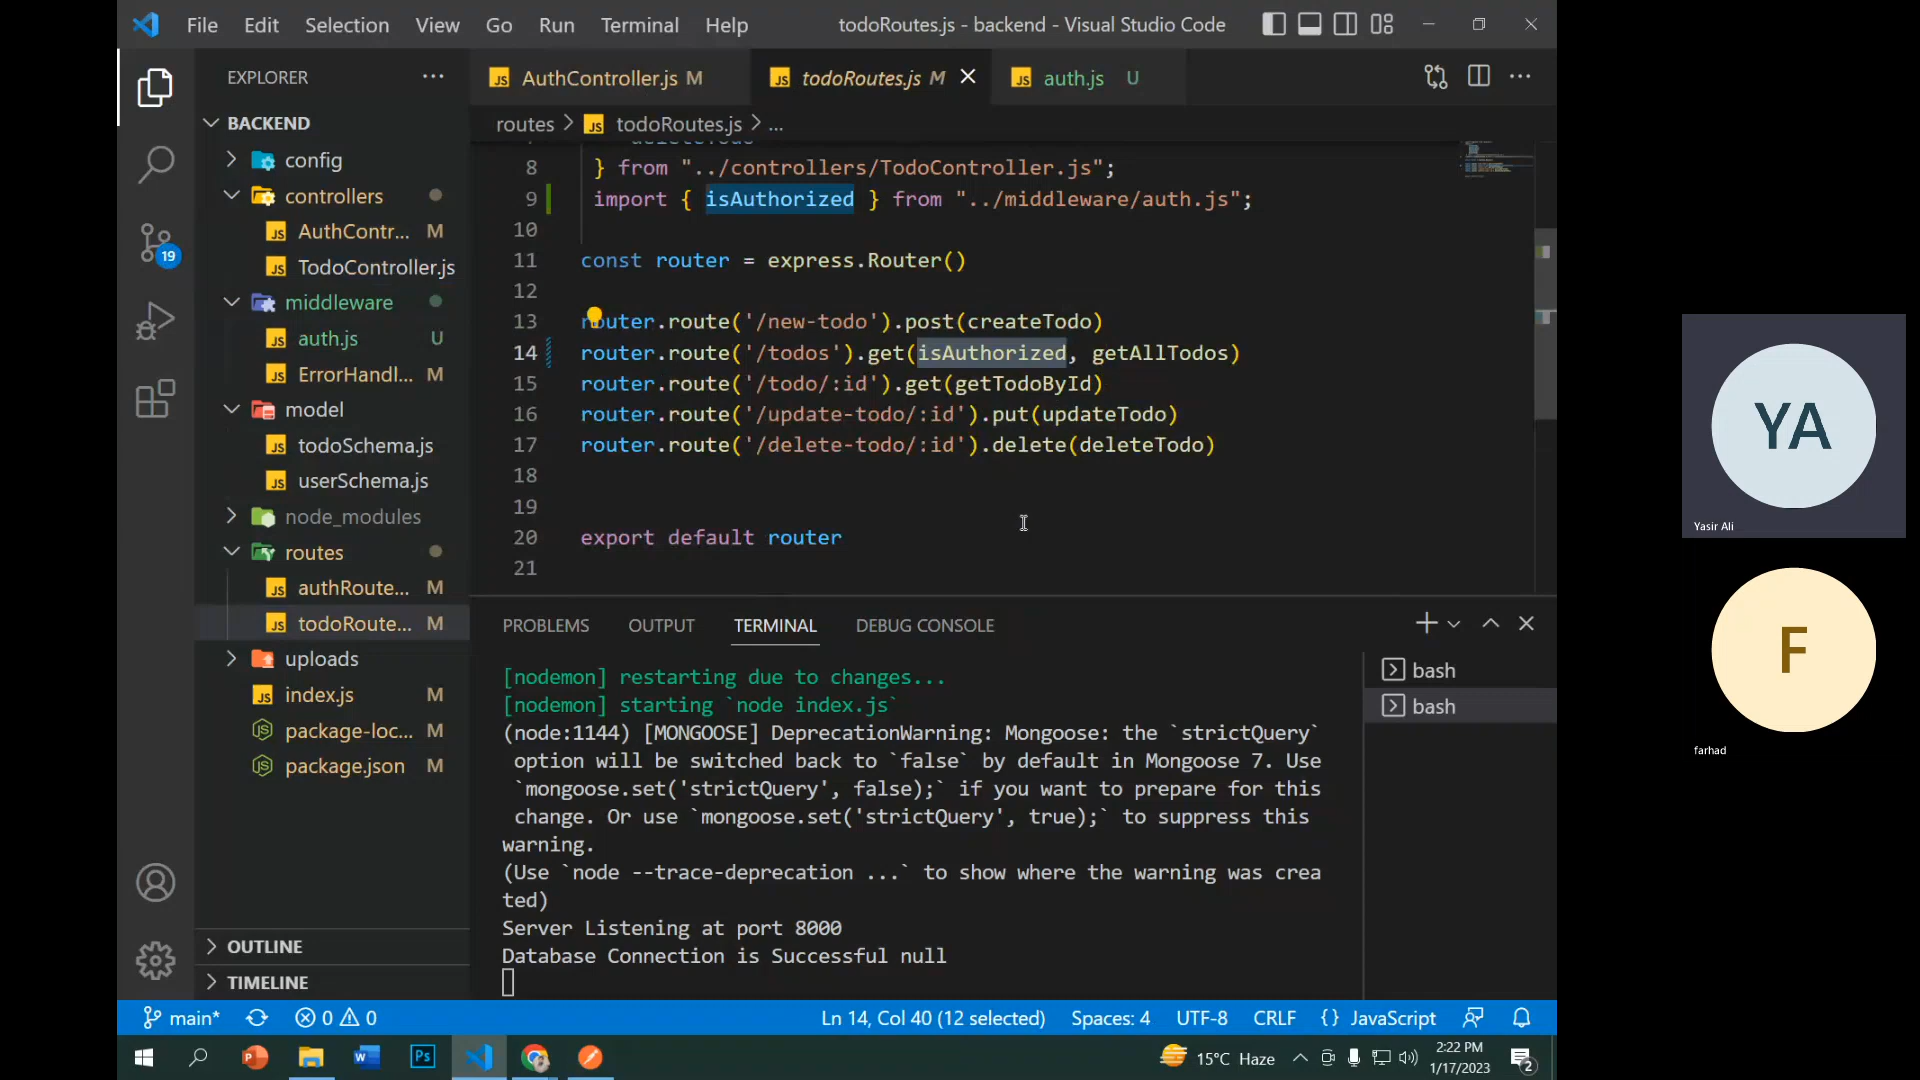 File Edit Selection View Go Run Terminal Help
todoRoutes.js - backend - Visual Studio Code
EXPLORER
AuthController.js M
todoRoutes.js M
auth.js U
BACKEND
config
controllers
AuthContr... M
TodoController.js
middleware
auth.js U
ErrorHandl... M
model
todoSchema.js
userSchema.js
node_modules
routes
authRoute... M
todoRoute... M
uploads
index.js M
package-loc... M
package.json M
OUTLINE
TIMELINE
19
routes > todoRoutes.js > ...
8 } from "../controllers/TodoController.js";
9 import { isAuthorized } from "../middleware/auth.js";
10
11 const router = express.Router()
12
13 router.route('/new-todo').post(createTodo)
14 router.route('/todos').get(isAuthorized, getAllTodos)
15 router.route('/todo/:id').get(getTodoById)
16 router.route('/update-todo/:id').put(updateTodo)
17 router.route('/delete-todo/:id').delete(deleteTodo)
18
19
20 export default router
21
PROBLEMS OUTPUT TERMINAL DEBUG CONSOLE
[nodemon] restarting due to changes...
[nodemon] starting `node index.js`
(node:1144) [MONGOOSE] DeprecationWarning: Mongoose: the `strictQuery`
option will be switched back to `false` by default in Mongoose 7. Use
`mongoose.set('strictQuery', false);` if you want to prepare for this
change. Or use `mongoose.set('strictQuery', true);` to suppress this
warning.
(Use `node --trace-deprecation ...` to show where the warning was crea
ted)
Server Listening at port 8000
Database Connection is Successful null
bash
bash
main* 0 0
Ln 14, Col 40 (12 selected) Spaces: 4 UTF-8 CRLF {} JavaScript
15°C Haze
2:22 PM
1/17/2023
2
YA
Yasir Ali
F
farhad